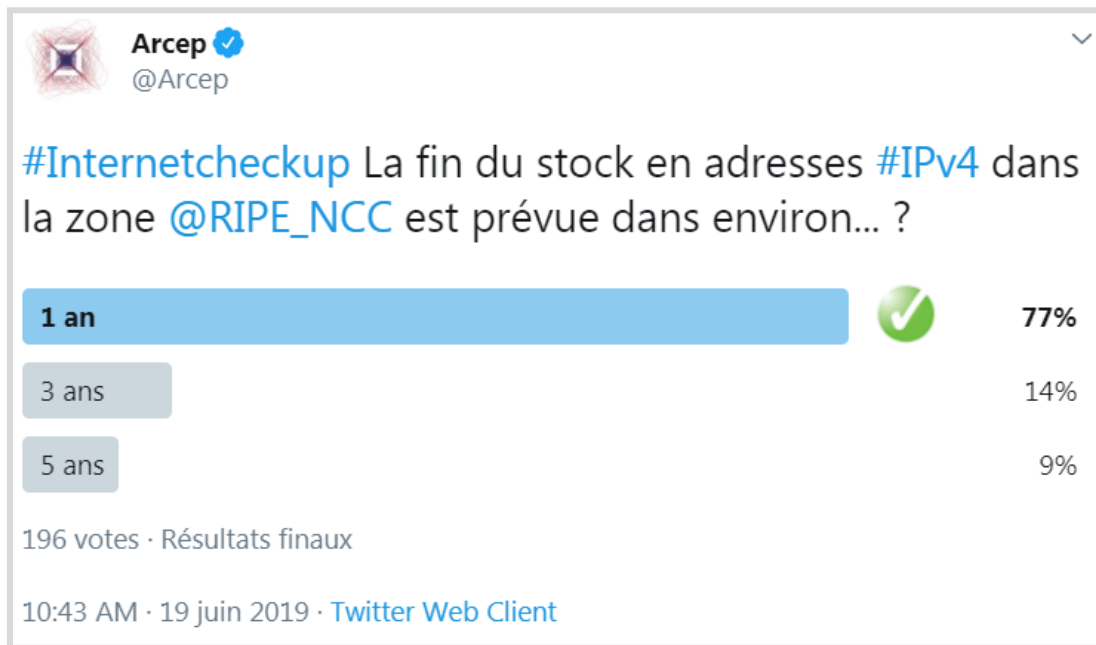 Arcep
@Arcep
#Internetcheckup La fin du stock en adresses #IPv4 dans
la zone @RIPE_NCC est prévue dans environ... ?
1 an 77%
3 ans 14%
5 ans 9%
196 votes · Résultats finaux
10:43 AM · 19 juin 2019 · Twitter Web Client